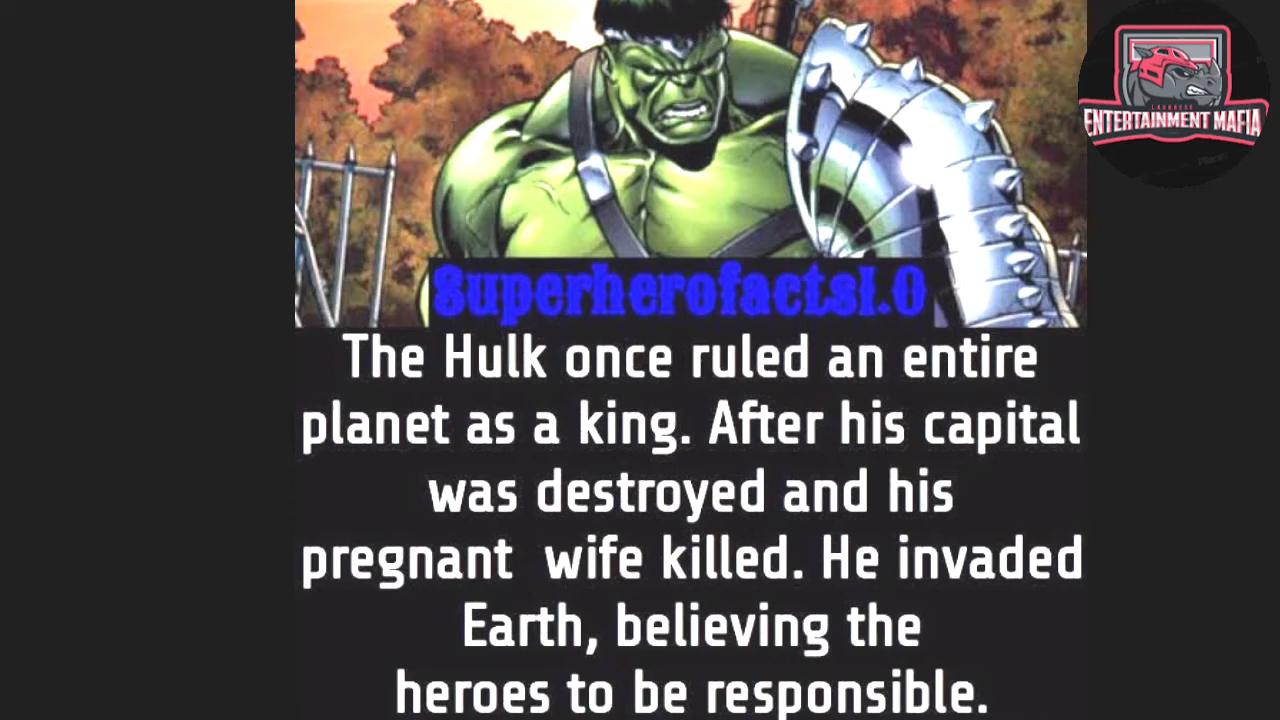 LACROSSE
ENTERTAINMENT MAFIA
Superherofacts1.0
The Hulk once ruled an entire
planet as a king. After his capital
was destroyed and his
pregnant wife killed. He invaded
Earth, believing the
heroes to be responsible.